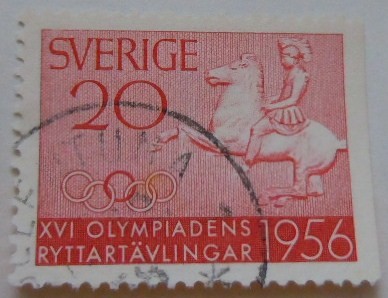 SVERIGE
20
XVI OLYMPIADENS
RYTTARTÄVLINGAR 1956